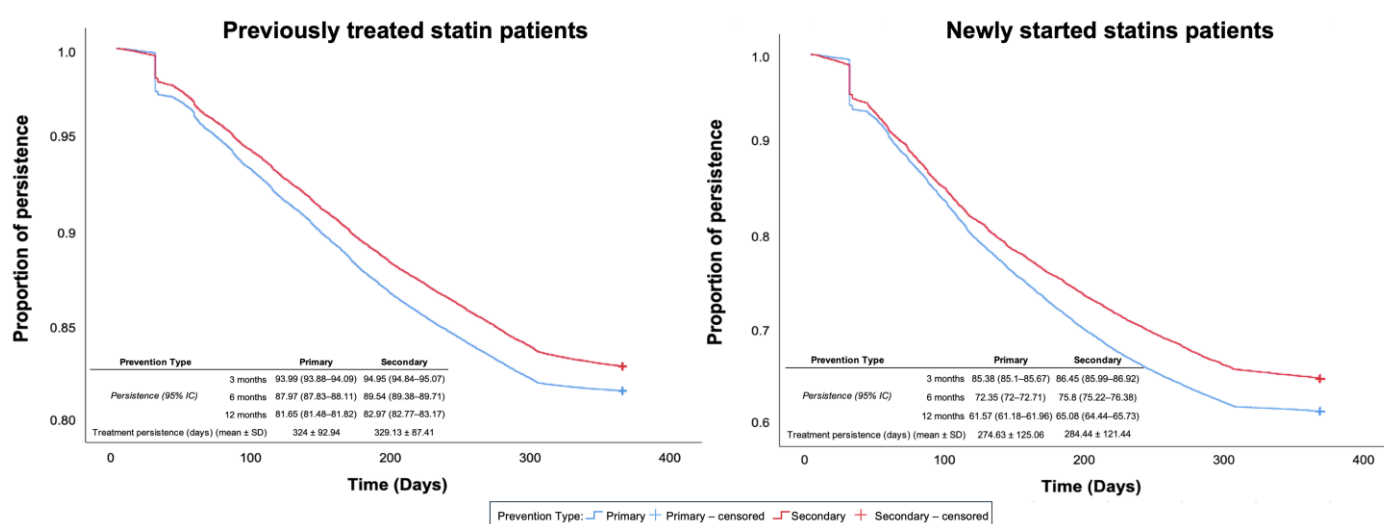 Previously treated statin patients
Proportion of persistence
1.0
0.95
0.9
0.85
0.80
Prevention Type Primary Secondary
3 months 93.99 (93.88–94.09) 94.95 (94.84–95.07)
Persistence (95% IC) 6 months 87.97 (87.83–88.11) 89.54 (89.38–89.71)
12 months 81.65 (81.48–81.82) 82.97 (82.77–83.17)
Treatment persistence (days) (mean ± SD) 324 ± 92.94 329.13 ± 87.41
0 100 200 300 400
Time (Days)
Newly started statins patients
Proportion of persistence
1.0
0.9
0.8
0.7
0.6
Prevention Type Primary Secondary
3 months 85.38 (85.1–85.67) 86.45 (85.99–86.92)
Persistence (95% IC) 6 months 72.35 (72–72.71) 75.8 (75.22–76.38)
12 months 61.57 (61.18–61.96) 65.08 (64.44–65.73)
Treatment persistence (days) (mean ± SD) 274.63 ± 125.06 284.44 ± 121.44
0 100 200 300 400
Time (Days)
Prevention Type: Primary Primary – censored Secondary Secondary – censored